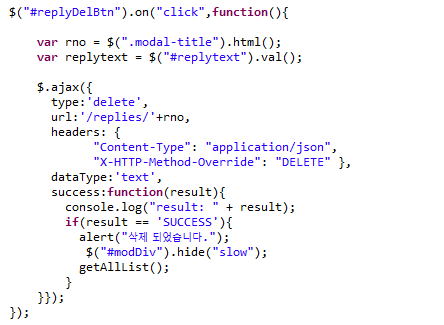 $("#replyDelBtn").on("click",function(){
var rno = $(".modal-title").html();
var replytext = $("#replytext").val();
$.ajax({
type:'delete',
url:'/replies/'+rno,
headers: {
"Content-Type": "application/json",
"X-HTTP-Method-Override": "DELETE" },
dataType:'text',
success:function(result){
console.log("result: " + result);
if(result == 'SUCCESS'){
alert("삭제 되었습니다.");
$("#modDiv").hide("slow");
getAllList();
}
}});
});